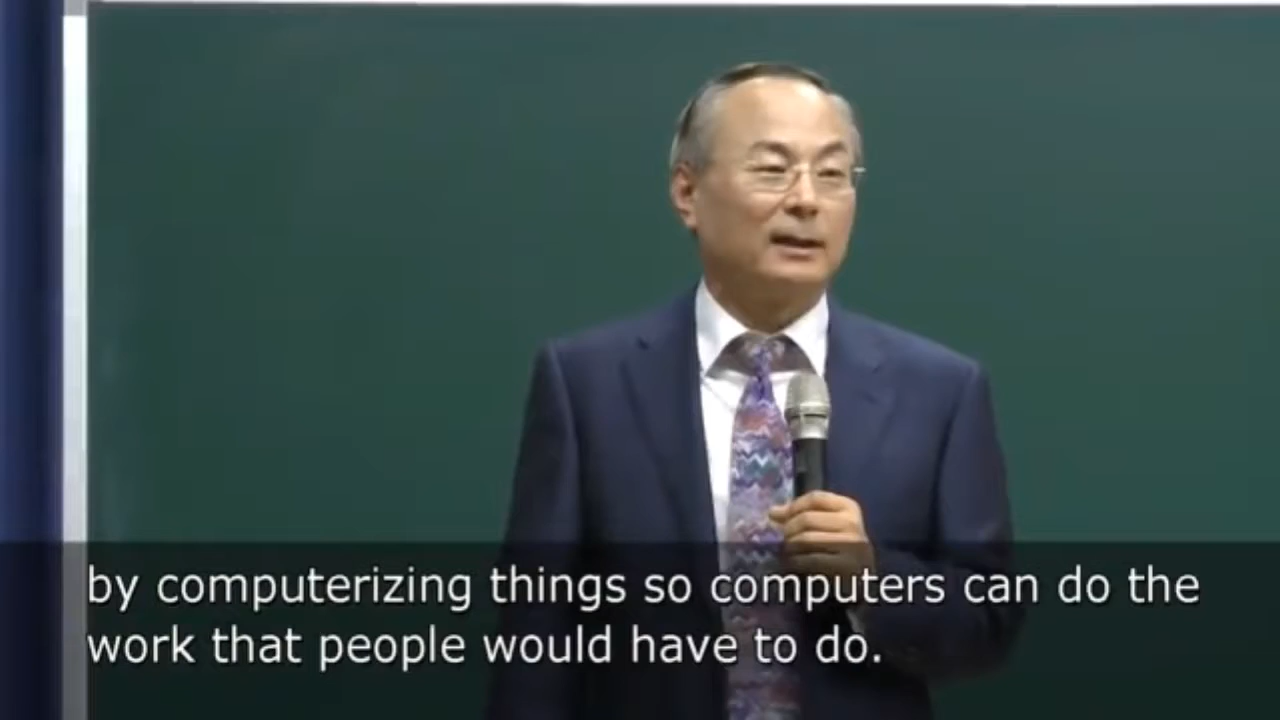 by computerizing things so computers can do the
work that people would have to do.